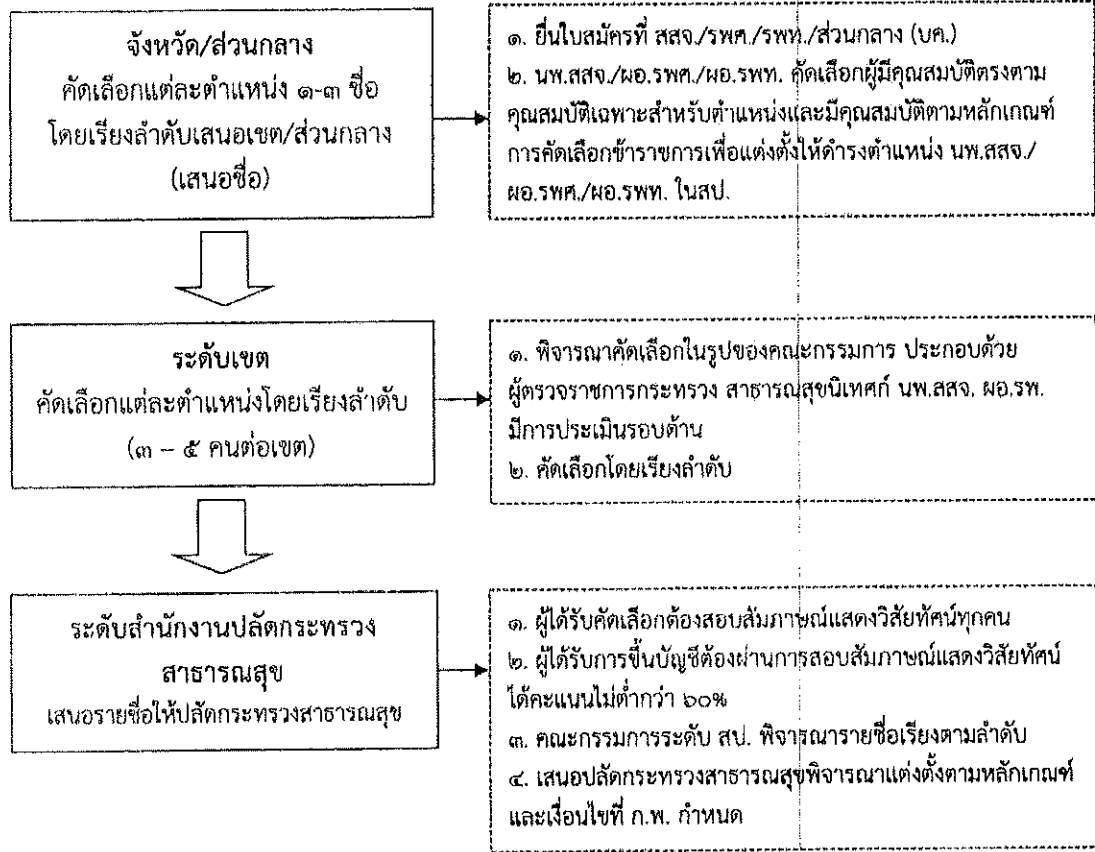 จังหวัด/ส่วนกลาง
คัดเลือกแต่ละตำแหน่ง ๑-๓ ชื่อ
โดยเรียงลำดับเสนอเขต/ส่วนกลาง
(เสนอชื่อ)
๑. ยื่นใบสมัครที่ สสจ./รพศ./รพท./ส่วนกลาง (บค.)
๒. นพ.สสจ./ผอ.รพศ./ผอ.รพท. คัดเลือกผู้มีคุณสมบัติตรงตาม
คุณสมบัติเฉพาะสำหรับตำแหน่งและมีคุณสมบัติตามหลักเกณฑ์
การคัดเลือกข้าราชการเพื่อแต่งตั้งให้ดำรงตำแหน่ง นพ.สสจ./
ผอ.รพศ./ผอ.รพท. ในสป.
ระดับเขต
คัดเลือกแต่ละตำแหน่งโดยเรียงลำดับ
(๓ – ๕ คนต่อเขต)
๑. พิจารณาคัดเลือกในรูปของคณะกรรมการ ประกอบด้วย
ผู้ตรวจราชการกระทรวง สาธารณสุขนิเทศก์ นพ.สสจ. ผอ.รพ.
มีการประเมินรอบด้าน
๒. คัดเลือกโดยเรียงลำดับ
ระดับสำนักงานปลัดกระทรวง
สาธารณสุข
เสนอรายชื่อให้ปลัดกระทรวงสาธารณสุข
๑. ผู้ได้รับคัดเลือกต้องสอบสัมภาษณ์แสดงวิสัยทัศน์ทุกคน
๒. ผู้ได้รับการขึ้นบัญชีต้องผ่านการสอบสัมภาษณ์แสดงวิสัยทัศน์
ได้คะแนนไม่ต่ำกว่า ๖๐%
๓. คณะกรรมการระดับ สป. พิจารณารายชื่อเรียงตามลำดับ
๔. เสนอปลัดกระทรวงสาธารณสุขพิจารณาแต่งตั้งตามหลักเกณฑ์
และเงื่อนไขที่ ก.พ. กำหนด